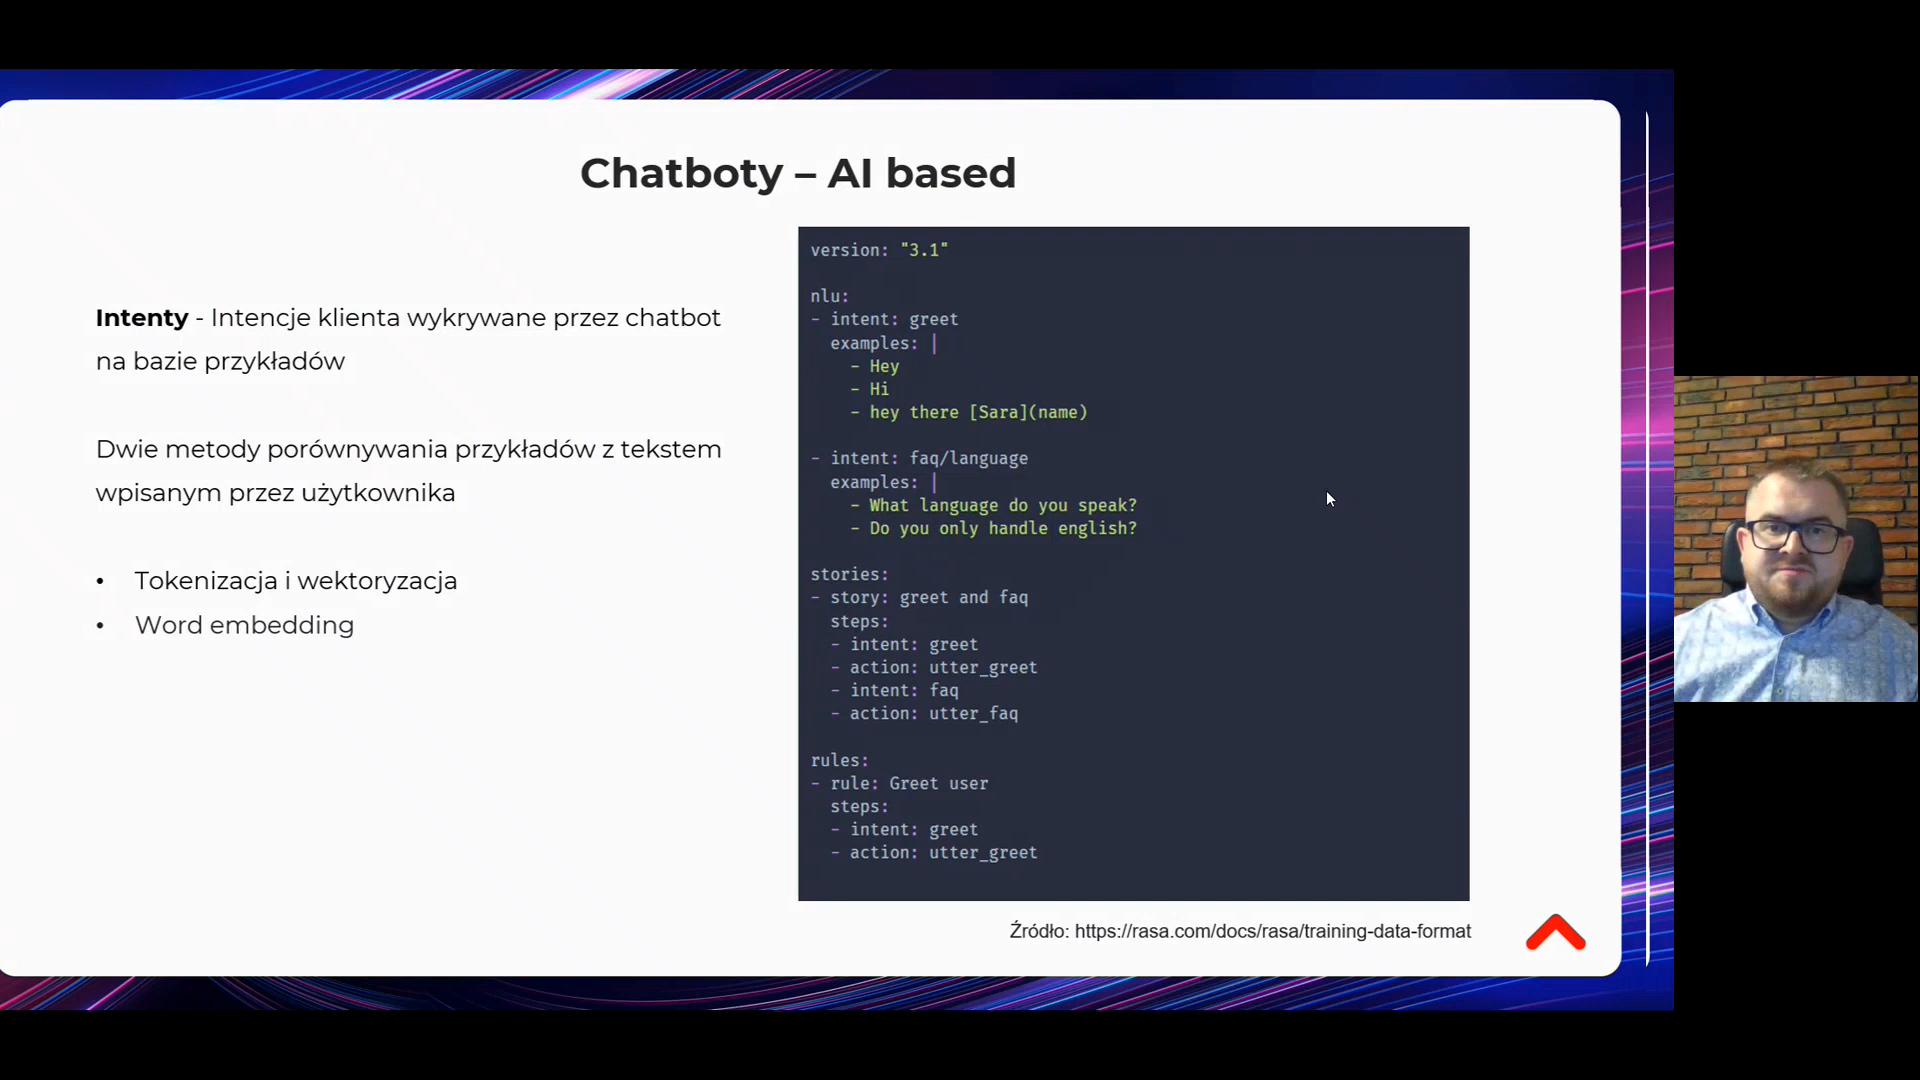 Chatboty – AI based
Intenty - Intencje klienta wykrywane przez chatbot
na bazie przykładów
Dwie metody porównywania przykładów z tekstem
wpisanym przez użytkownika
• Tokenizacja i wektoryzacja
• Word embedding
version: "3.1"
nlu:
- intent: greet
  examples: |
    - Hey
    - Hi
    - hey there [Sara](name)
- intent: faq/language
  examples: |
    - What language do you speak?
    - Do you only handle english?
stories:
- story: greet and faq
  steps:
  - intent: greet
  - action: utter_greet
  - intent: faq
  - action: utter_faq
rules:
- rule: Greet user
  steps:
  - intent: greet
  - action: utter_greet
Źródło: https://rasa.com/docs/rasa/training-data-format